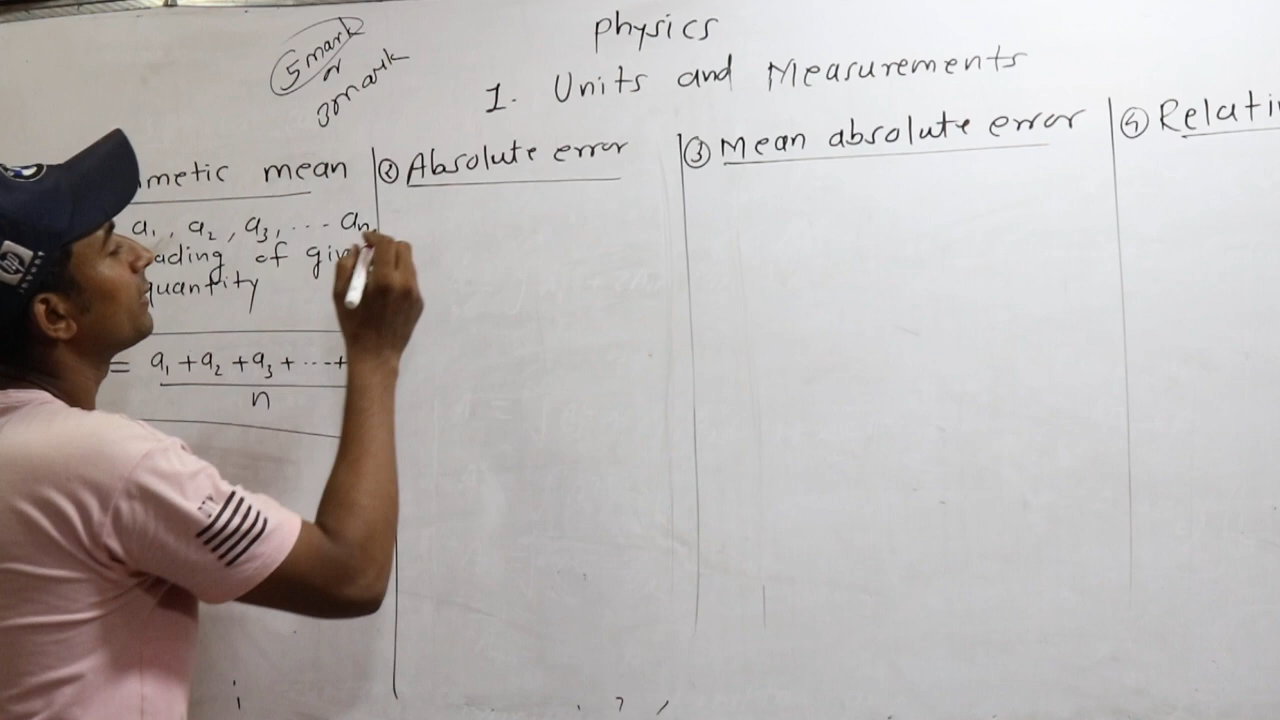 Physics
1. Units and Measurements
5 mark
or
3 mark
metic mean
a1, a2, a3, ... an
ading of giv
quantity
= a1 + a2 + a3 + ... +
n
② Absolute error
③ Mean absolute error
④ Relati
hp